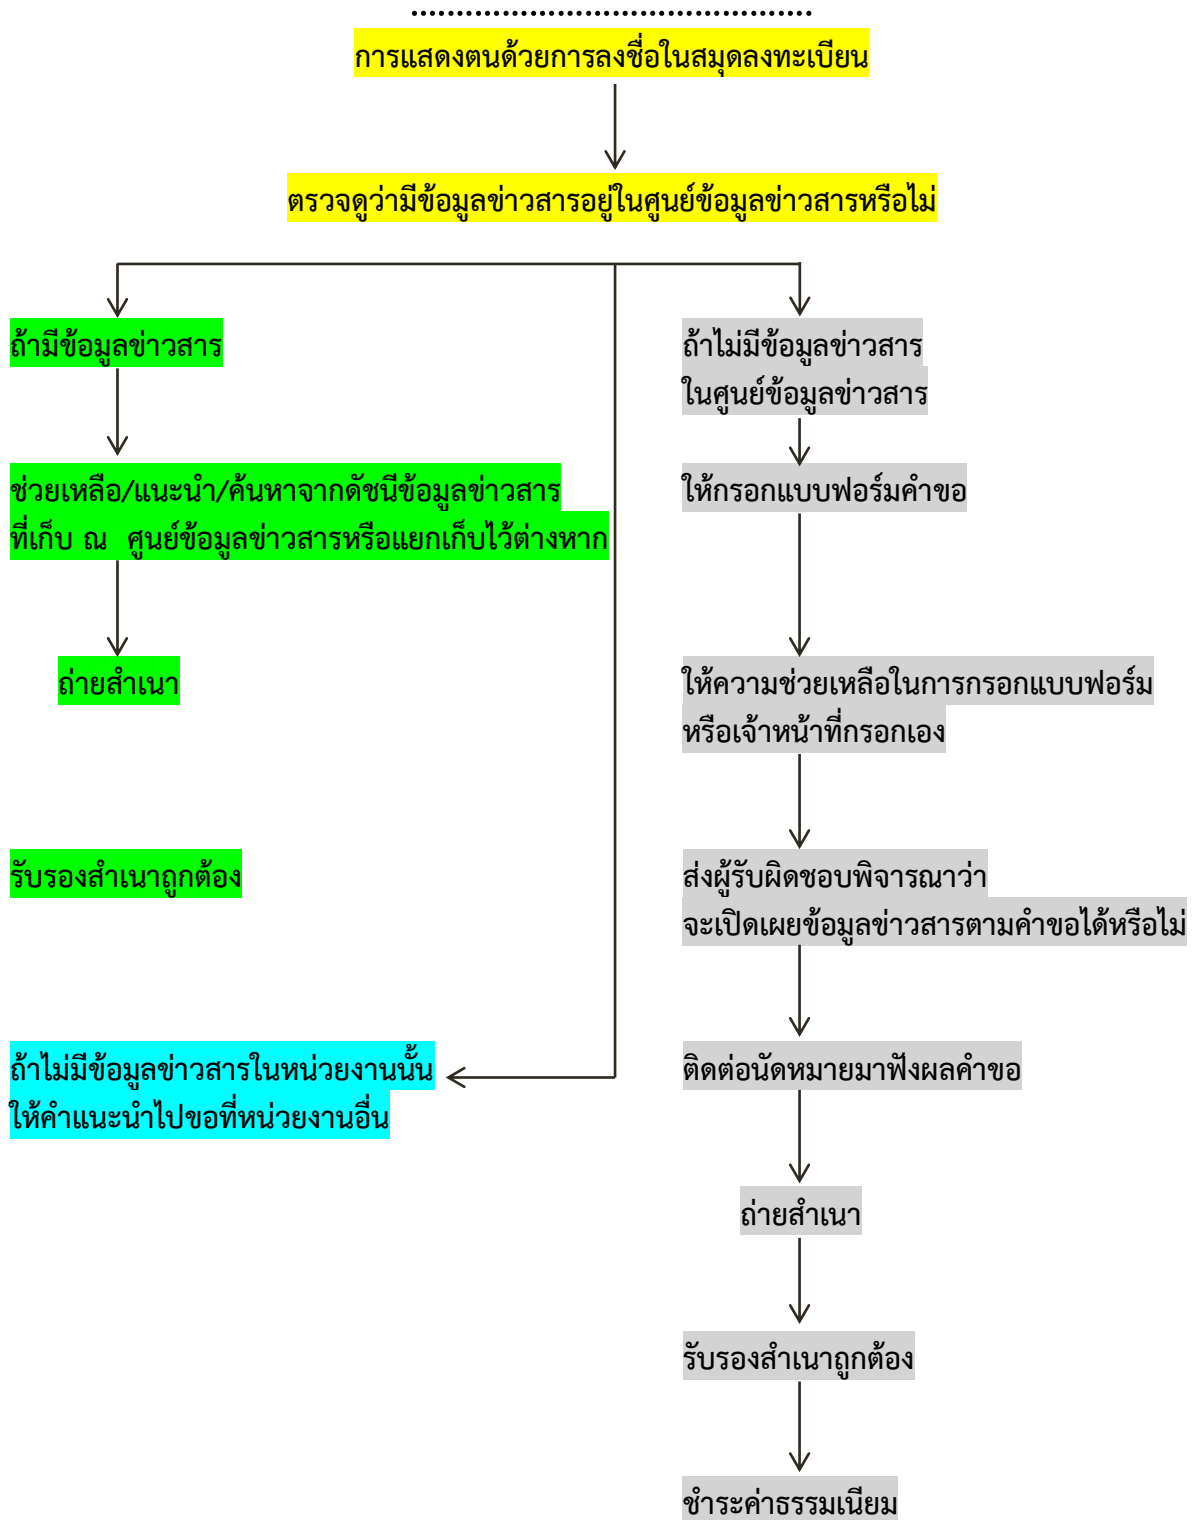 การแสดงตนด้วยการลงชื่อในสมุดลงทะเบียน
ตรวจดูว่ามีข้อมูลข่าวสารอยู่ในศูนย์ข้อมูลข่าวสารหรือไม่
ถ้ามีข้อมูลข่าวสาร
ช่วยเหลือ/แนะนำ/ค้นหาจากดัชนีข้อมูลข่าวสาร
ที่เก็บ ณ ศูนย์ข้อมูลข่าวสารหรือแยกเก็บไว้ต่างหาก
ถ่ายสำเนา
รับรองสำเนาถูกต้อง
ถ้าไม่มีข้อมูลข่าวสารในหน่วยงานนั้น
ให้คำแนะนำไปขอที่หน่วยงานอื่น
ถ้าไม่มีข้อมูลข่าวสาร
ในศูนย์ข้อมูลข่าวสาร
ให้กรอกแบบฟอร์มคำขอ
ให้ความช่วยเหลือในการกรอกแบบฟอร์ม
หรือเจ้าหน้าที่กรอกเอง
ส่งผู้รับผิดชอบพิจารณาว่า
จะเปิดเผยข้อมูลข่าวสารตามคำขอได้หรือไม่
ติดต่อนัดหมายมาฟังผลคำขอ
ถ่ายสำเนา
รับรองสำเนาถูกต้อง
ชำระค่าธรรมเนียม